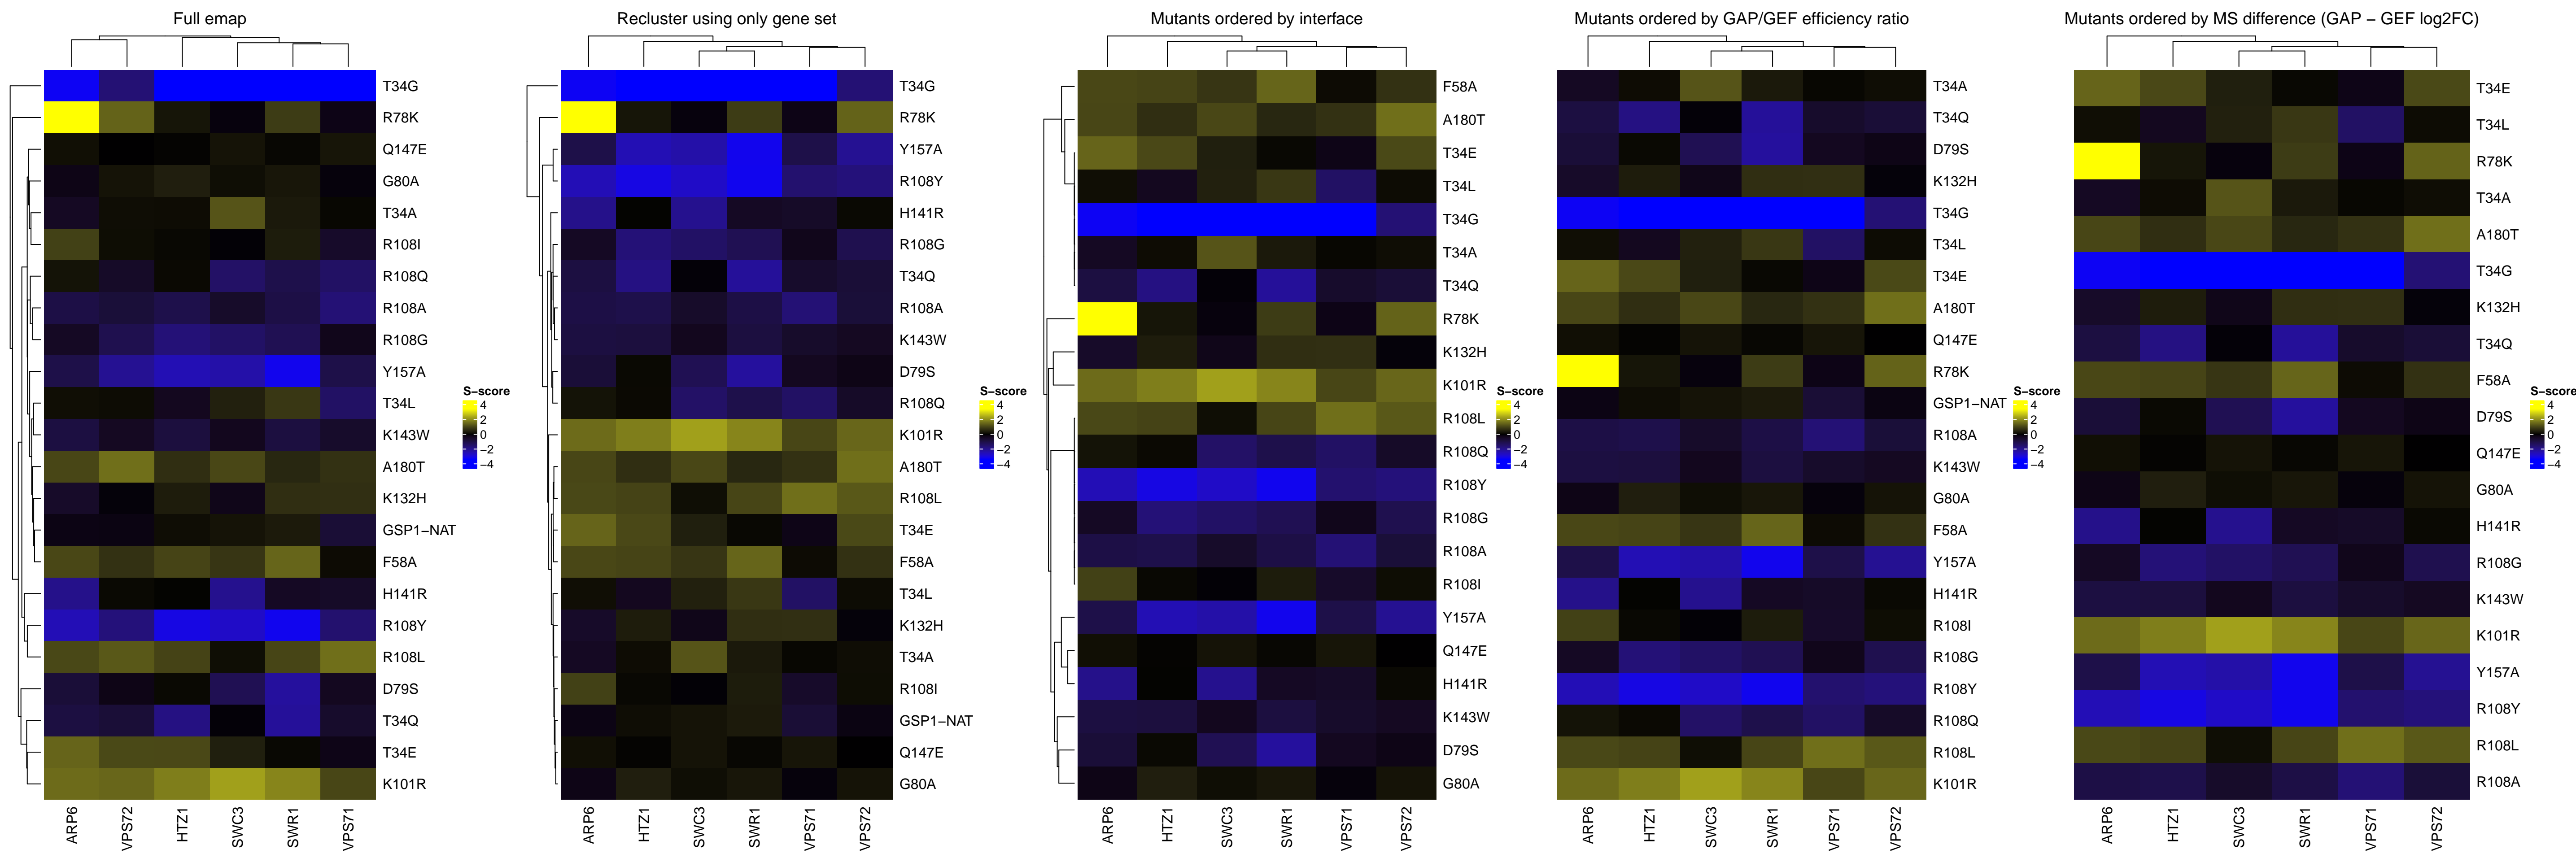 Full emap
T34G
R78K
Q147E
G80A
T34A
R108I
R108Q
R108A
R108G
Y157A
T34L
K143W
A180T
K132H
GSP1−NAT
F58A
H141R
R108Y
R108L
D79S
T34Q
T34E
K101R
ARP6
VPS72
HTZ1
SWC3
SWR1
VPS71
S−score
4
2
0
−2
−4
Recluster using only gene set
T34G
R78K
Y157A
R108Y
H141R
R108G
T34Q
R108A
K143W
D79S
R108Q
K101R
A180T
R108L
T34E
F58A
T34L
K132H
T34A
R108I
GSP1−NAT
Q147E
G80A
ARP6
HTZ1
SWC3
SWR1
VPS71
VPS72
S−score
4
2
0
−2
−4
Mutants ordered by interface
F58A
A180T
T34E
T34L
T34G
T34A
T34Q
R78K
K132H
K101R
R108L
R108Q
R108Y
R108G
R108A
R108I
Y157A
Q147E
H141R
K143W
D79S
G80A
ARP6
HTZ1
SWC3
SWR1
VPS71
VPS72
S−score
4
2
0
−2
−4
Mutants ordered by GAP/GEF efficiency ratio
T34A
T34Q
D79S
K132H
T34G
T34L
T34E
A180T
Q147E
R78K
GSP1−NAT
R108A
K143W
G80A
F58A
Y157A
H141R
R108I
R108G
R108Y
R108Q
R108L
K101R
ARP6
HTZ1
SWC3
SWR1
VPS71
VPS72
S−score
4
2
0
−2
−4
Mutants ordered by MS difference (GAP − GEF log2FC)
T34E
T34L
R78K
T34A
A180T
T34G
K132H
T34Q
F58A
D79S
Q147E
G80A
H141R
R108G
K143W
K101R
Y157A
R108Y
R108L
R108A
ARP6
HTZ1
SWC3
SWR1
VPS71
VPS72
S−score
4
2
0
−2
−4